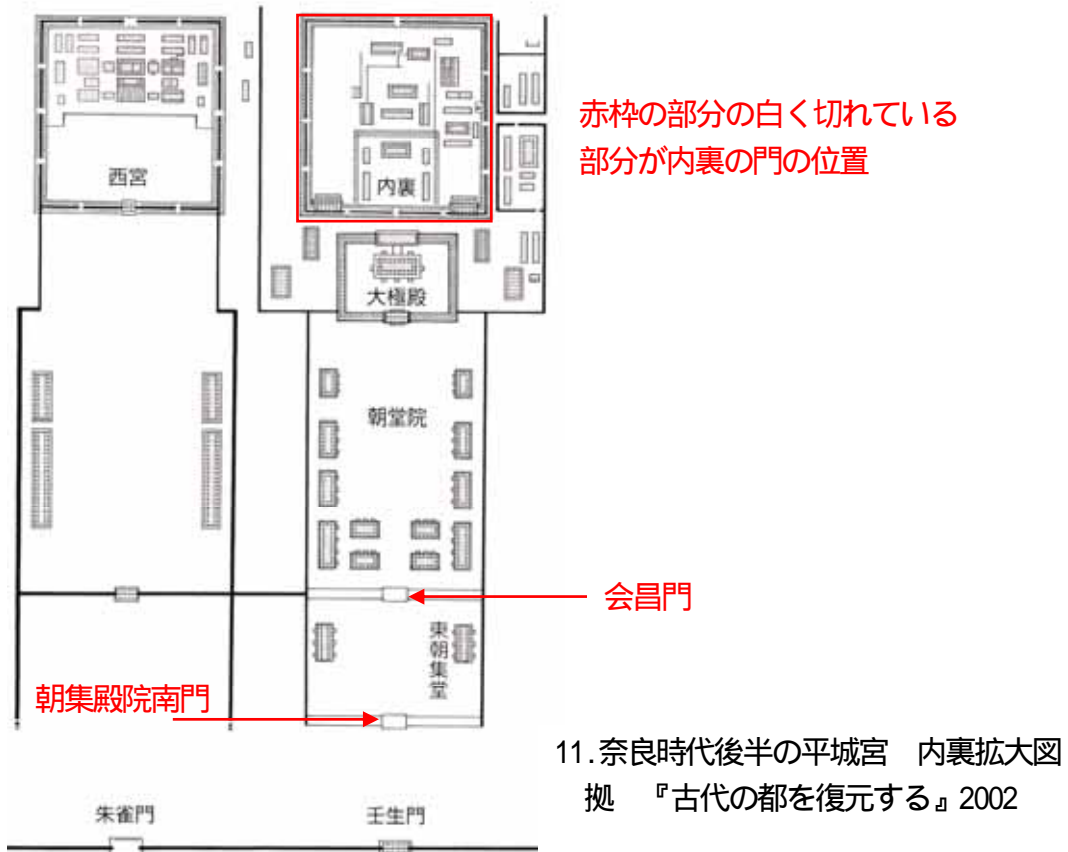 赤枠の部分の白く切れている
部分が内裏の門の位置
西宮
内裏
大極殿
朝堂院
会昌門
東朝集堂
朝集殿院南門
11.奈良時代後半の平城宮　内裏拡大図
拠　『古代の都を復元する』2002
朱雀門
壬生門